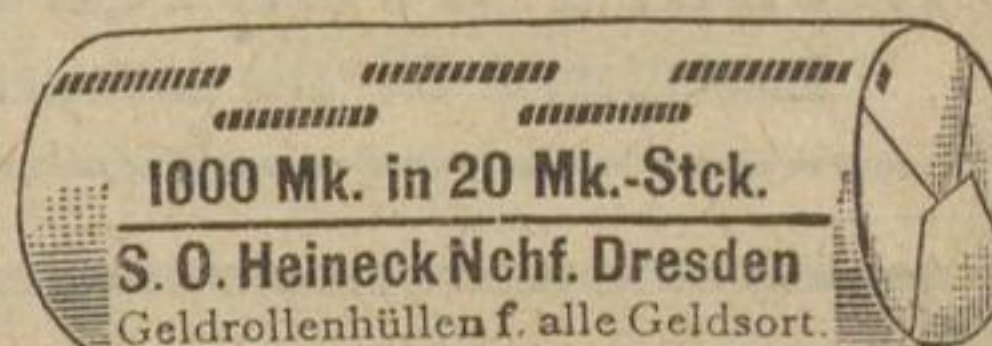 1000 Mk. in 20 Mk.-Stck.
S. O. Heineck Nchf. Dresden
Geldrollenhüllen f. alle Geldsort.